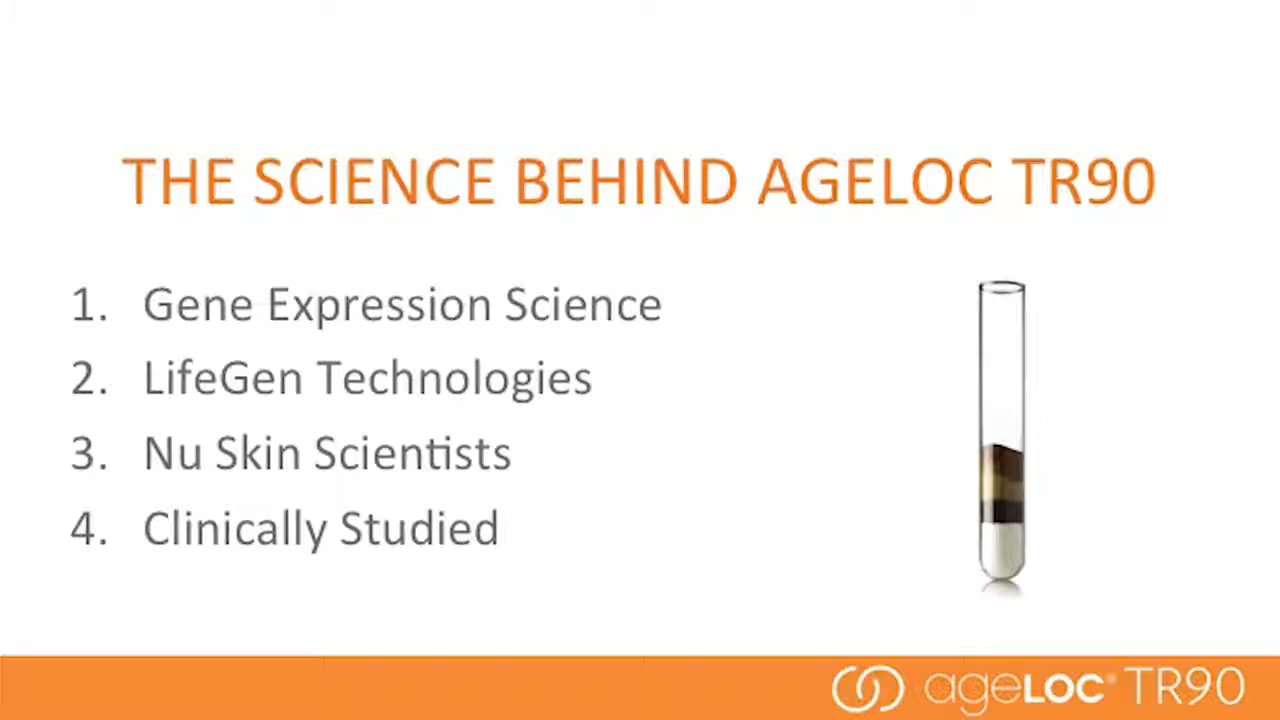 THE SCIENCE BEHIND AGELOC TR90
1. Gene Expression Science
2. LifeGen Technologies
3. Nu Skin Scientists
4. Clinically Studied
ageLOC® TR90